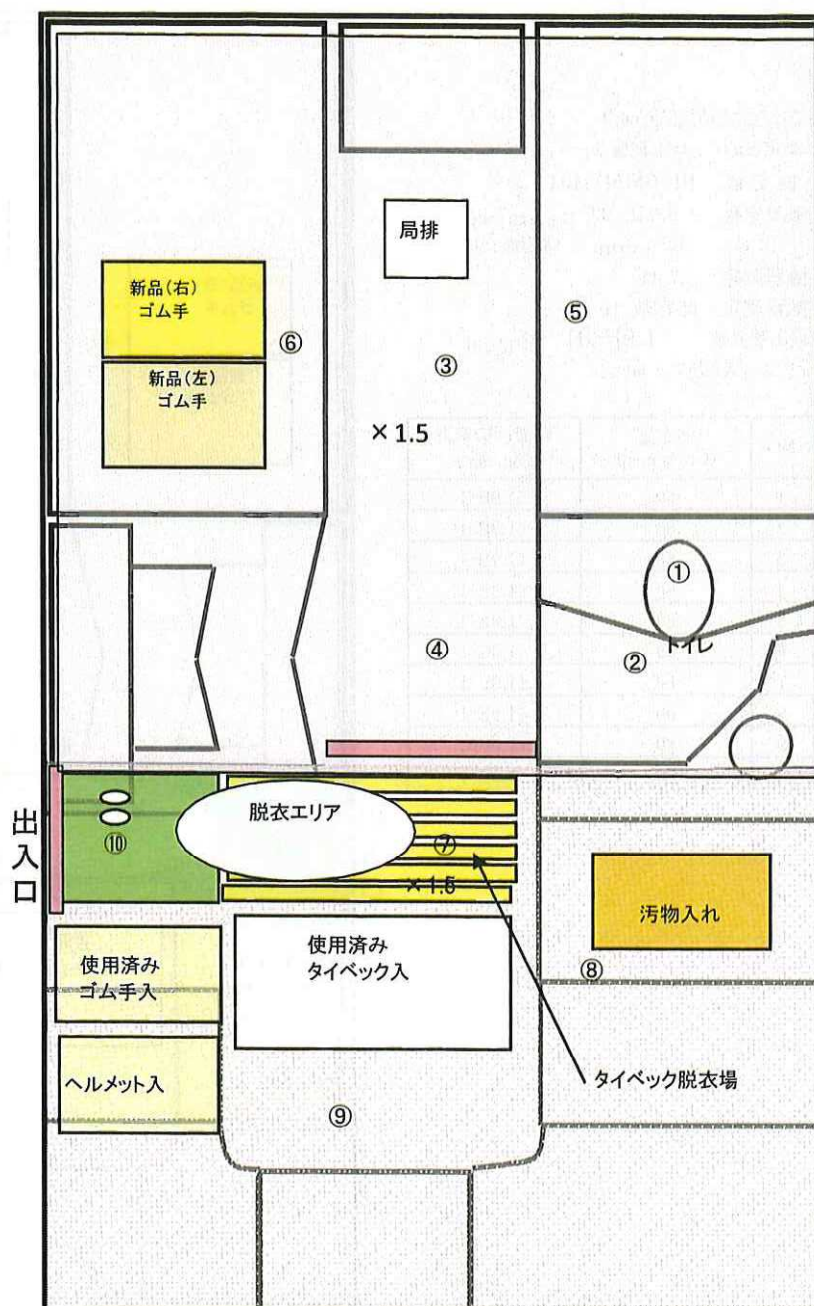 局排
新品(右)
ゴム手
新品(左)
ゴム手
⑥
⑤
③
×1.5
①
トイレ
②
④
出入口
脱衣エリア
⑩
⑦
×1.5
汚物入れ
使用済み
ゴム手入
使用済み
タイベック入
⑧
ヘルメット入
タイベック脱衣場
⑨